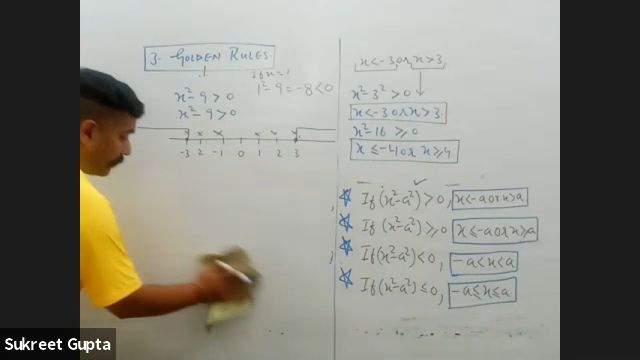 3. GOLDEN RULES
x²-9>0
x²-9>0
If x=1
1²-9=-8<0
-3 2 -1 0 1 2 3
x<-3 or x>3
x²-3²>0
x<-3 or x>3
x²-16≥0
x≤-4 or x≥4
If (x²-a²)>0, x<-a or x>a
If (x²-a²)≥0 x≤-a or x≥a
If (x²-a²)<0, -a<x<a
If (x²-a²)≤0, -a≤x≤a
Sukreet Gupta